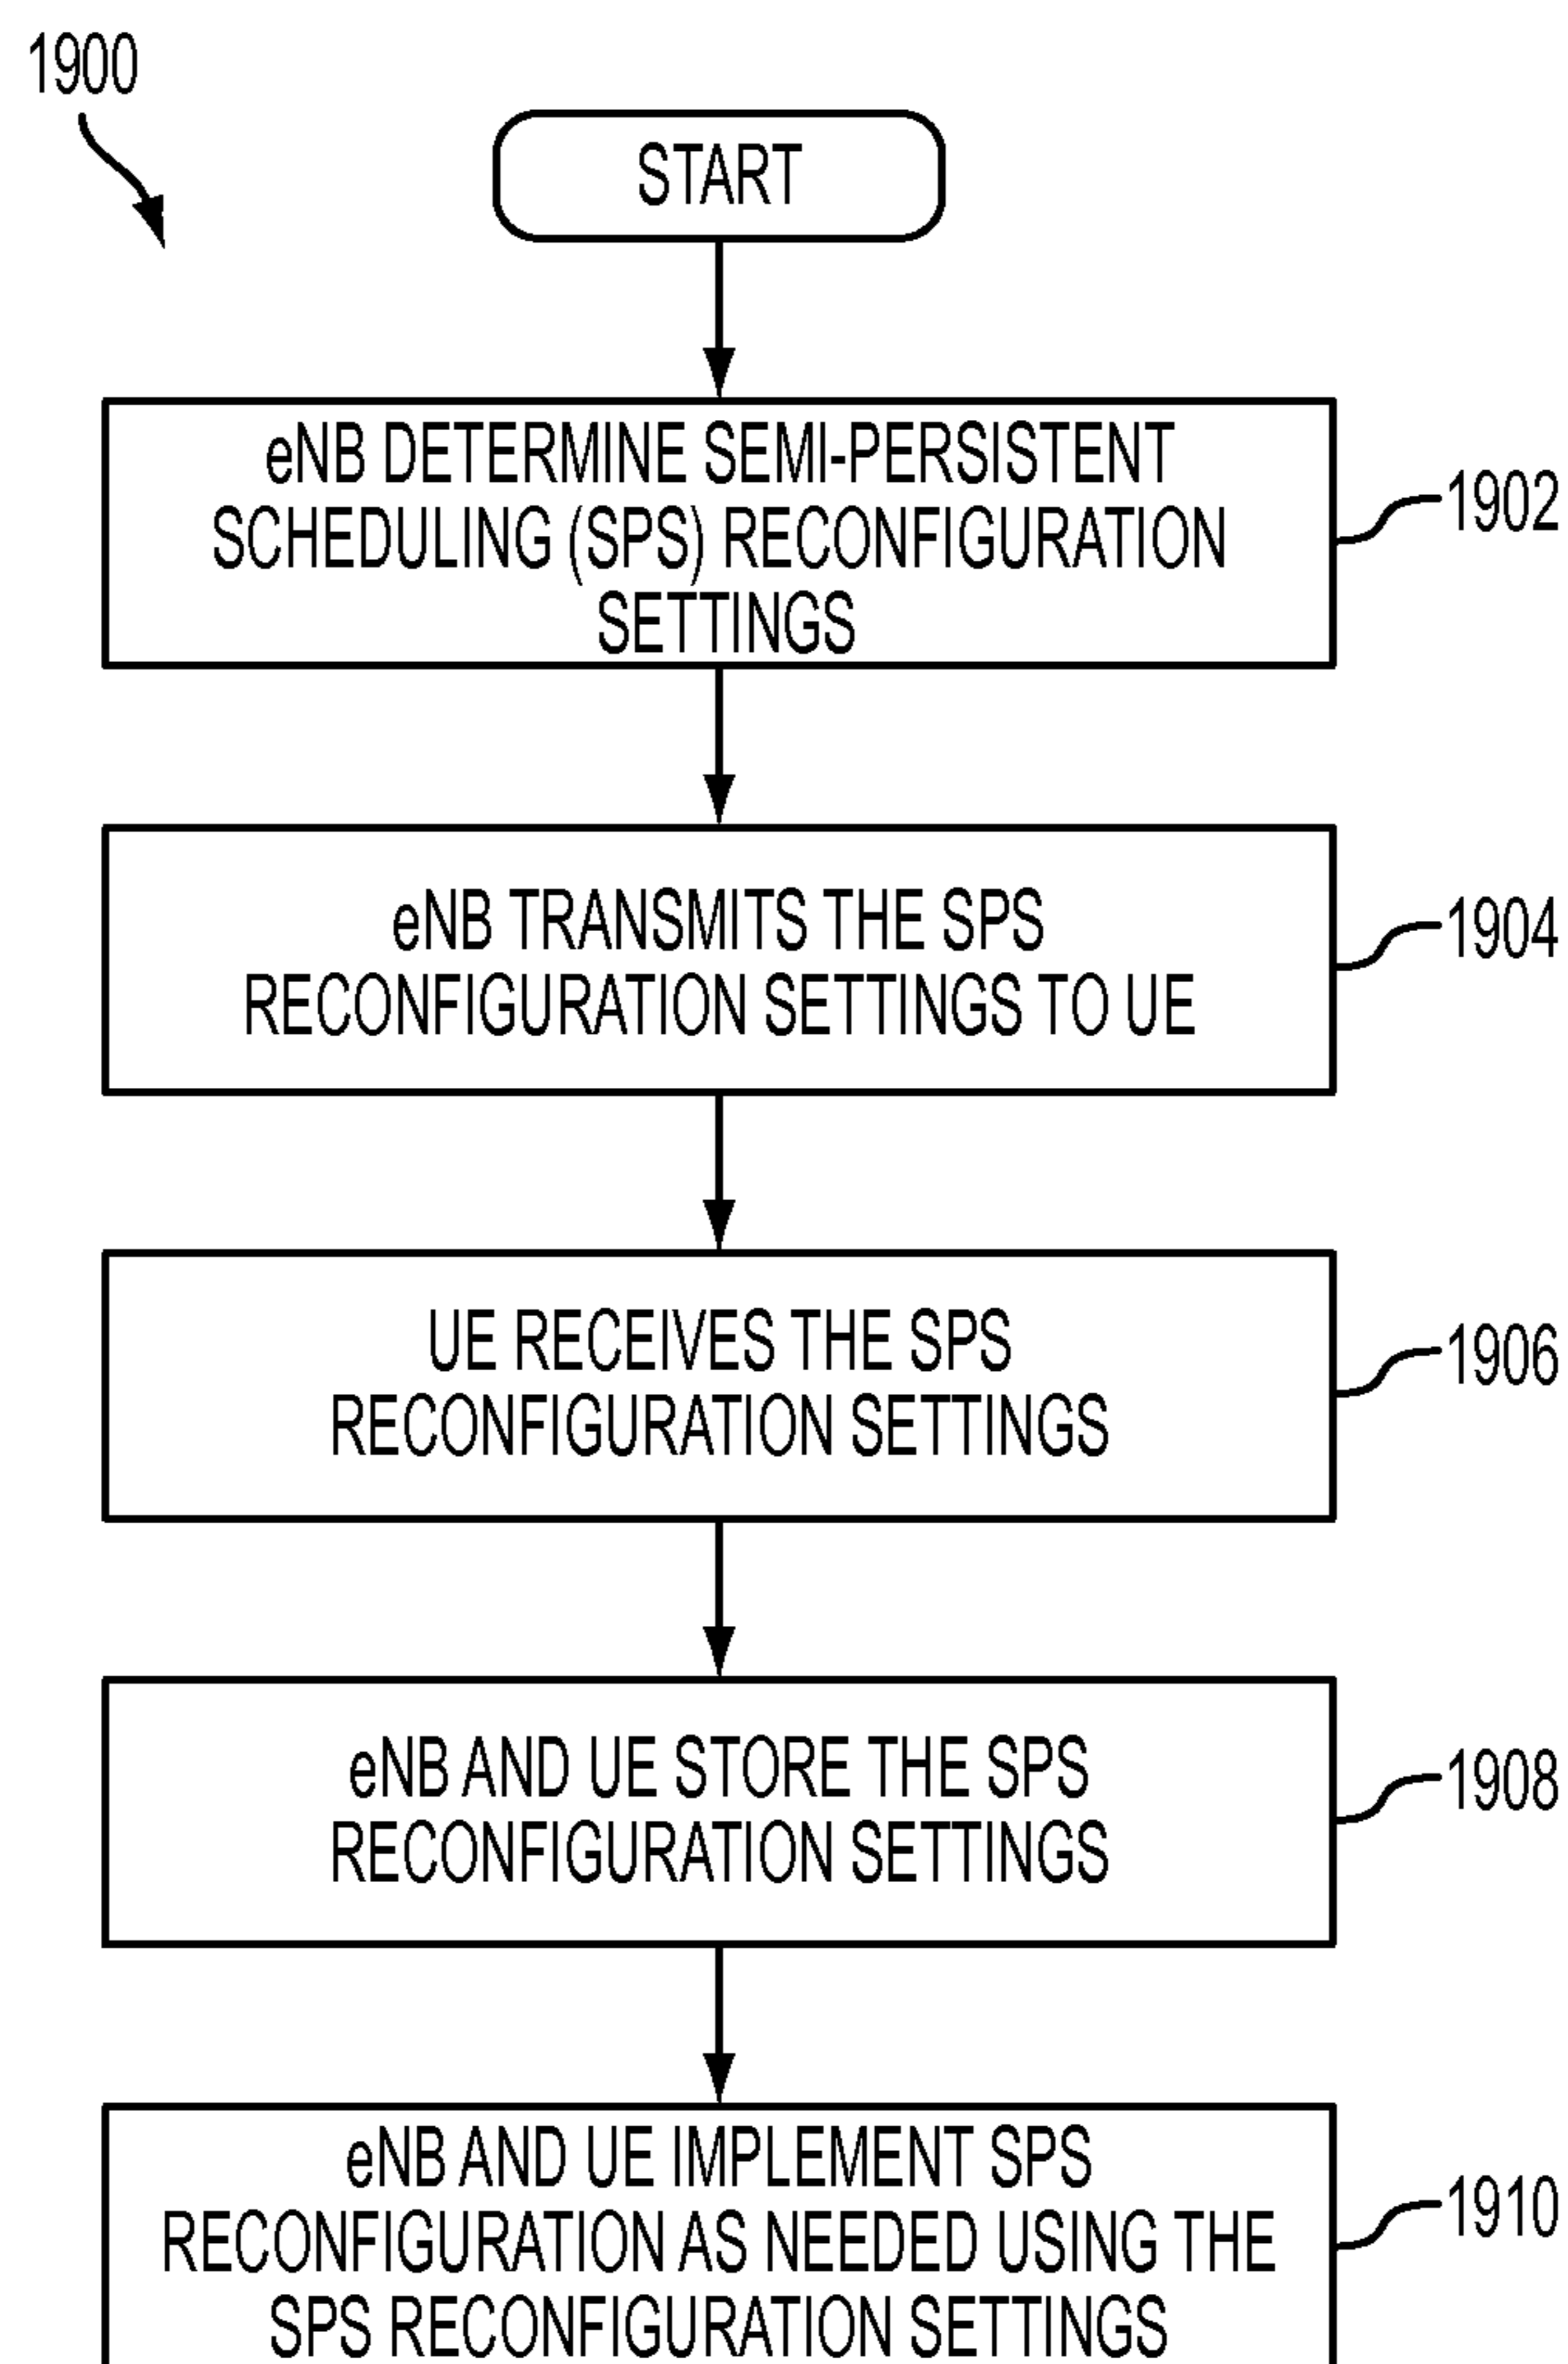 1900
START
eNB DETERMINE SEMI-PERSISTENT
SCHEDULING (SPS) RECONFIGURATION
SETTINGS
1902
eNB TRANSMITS THE SPS
RECONFIGURATION SETTINGS TO UE
1904
UE RECEIVES THE SPS
RECONFIGURATION SETTINGS
1906
eNB AND UE STORE THE SPS
RECONFIGURATION SETTINGS
1908
eNB AND UE IMPLEMENT SPS
RECONFIGURATION AS NEEDED USING THE
SPS RECONFIGURATION SETTINGS
1910